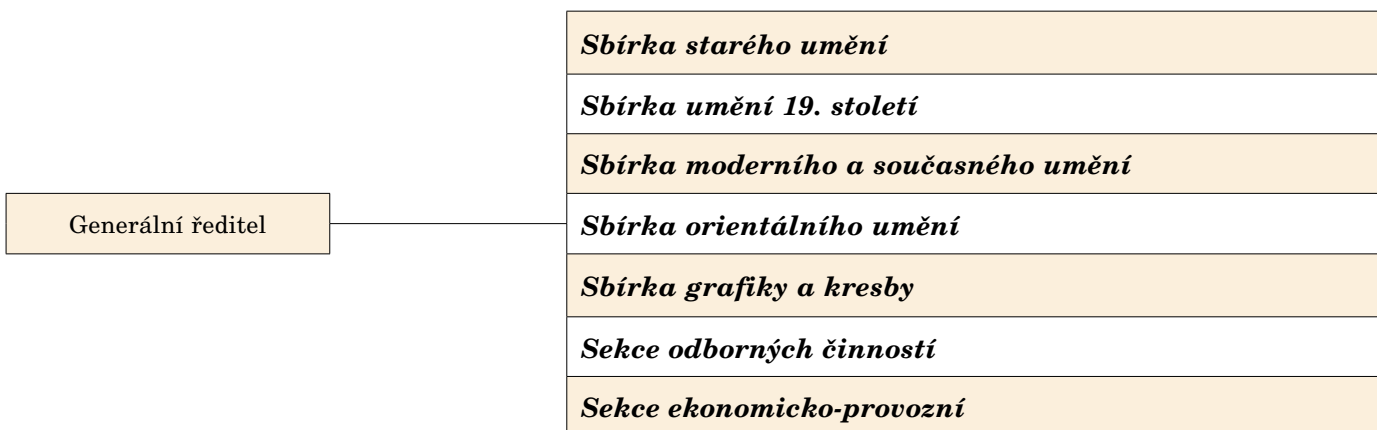 Sbírka starého umění
Sbírka umění 19. století
Sbírka moderního a současného umění
Generální ředitel
Sbírka orientálního umění
Sbírka grafiky a kresby
Sekce odborných činností
Sekce ekonomicko-provozní